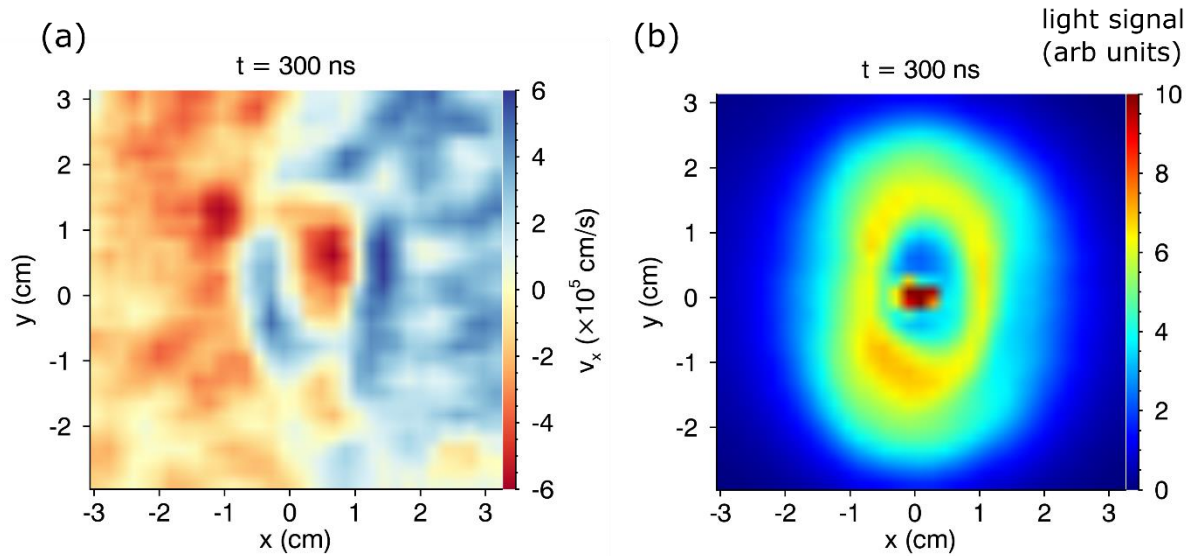 (a)
t = 300 ns
3
2
1
0
-1
-2
y (cm)
-3 -2 -1 0 1 2 3
x (cm)
6
4
2
0
-2
-4
-6
vₓ (×10⁵ cm/s)
(b)
t = 300 ns
light signal
(arb units)
3
2
1
0
-1
-2
y (cm)
-3 -2 -1 0 1 2 3
x (cm)
10
8
6
4
2
0